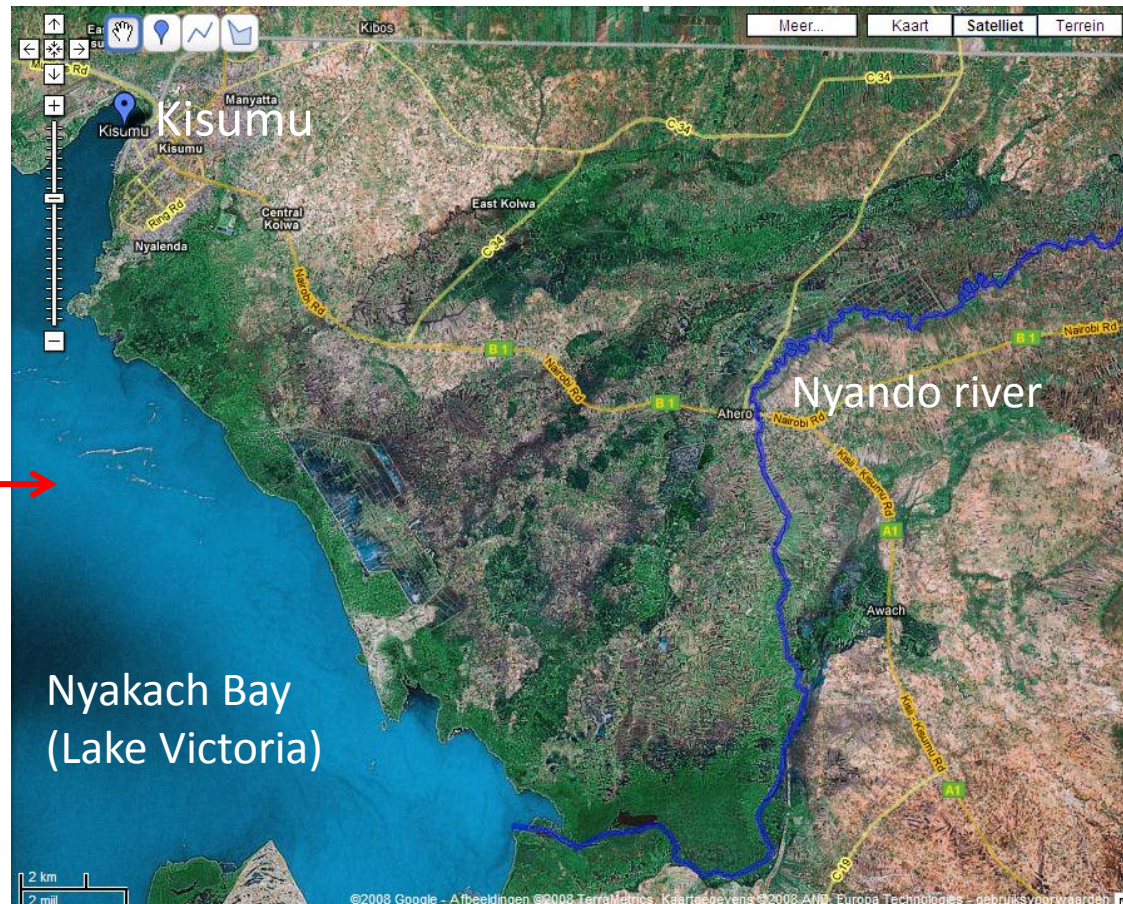 Meer...
Kaart
Satelliet
Terrein
Kibos
C 34
Manyatta
Kisumu
Kisumu
Kisumu
C 34
East Kolwa
Ring Rd
Central
Kolwa
Nyalenda
C 34
Nairobi Rd
B 1
Nairobi Rd
B 1
Nairobi Rd
B 1
Ahero
Nairobi Rd
Nyando river
Kisii - Kisumu Rd
A1
Awach
Nyakach Bay
(Lake Victoria)
Kisii - Kisumu Rd
A1
C-19
2 km
2 mijl
©2008 Google - Afbeeldingen ©2008 TerraMetrics, Kaartgegevens ©2008 AND, Europa Technologies - gebruiksvoorwaarden